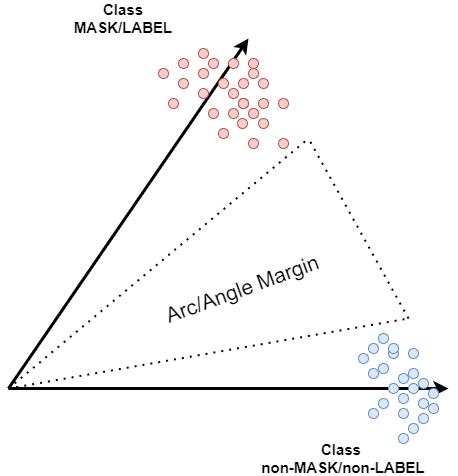 Class
MASK/LABEL
Arc/Angle Margin
Class
non-MASK/non-LABEL